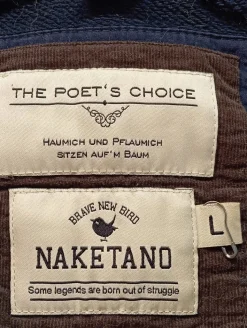 THE POET'S CHOICE
HAUMICH UND PFLAUMICH
SITZEN AUF'M BAUM
BRAVE NEW BIRD
NAKETANO
Some legends are born out of struggle
L